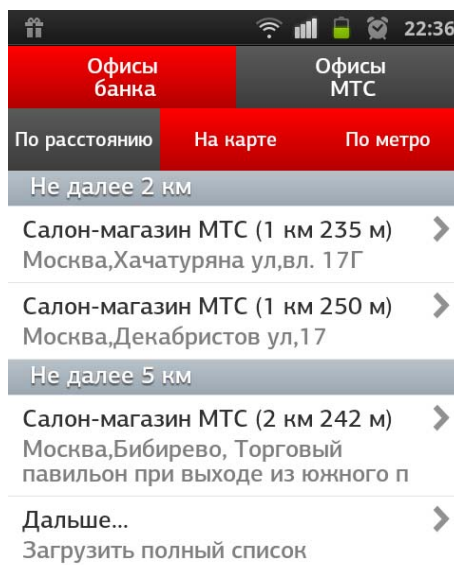 22:36
Офисы
банка
Офисы
МТС
По расстоянию На карте По метро
Не далее 2 км
Салон-магазин МТС (1 км 235 м)
Москва,Хачатуряна ул,вл. 17Г
Салон-магазин МТС (1 км 250 м)
Москва,Декабристов ул,17
Не далее 5 км
Салон-магазин МТС (2 км 242 м)
Москва,Бибирево, Торговый
павильон при выходе из южного п
Дальше...
Загрузить полный список